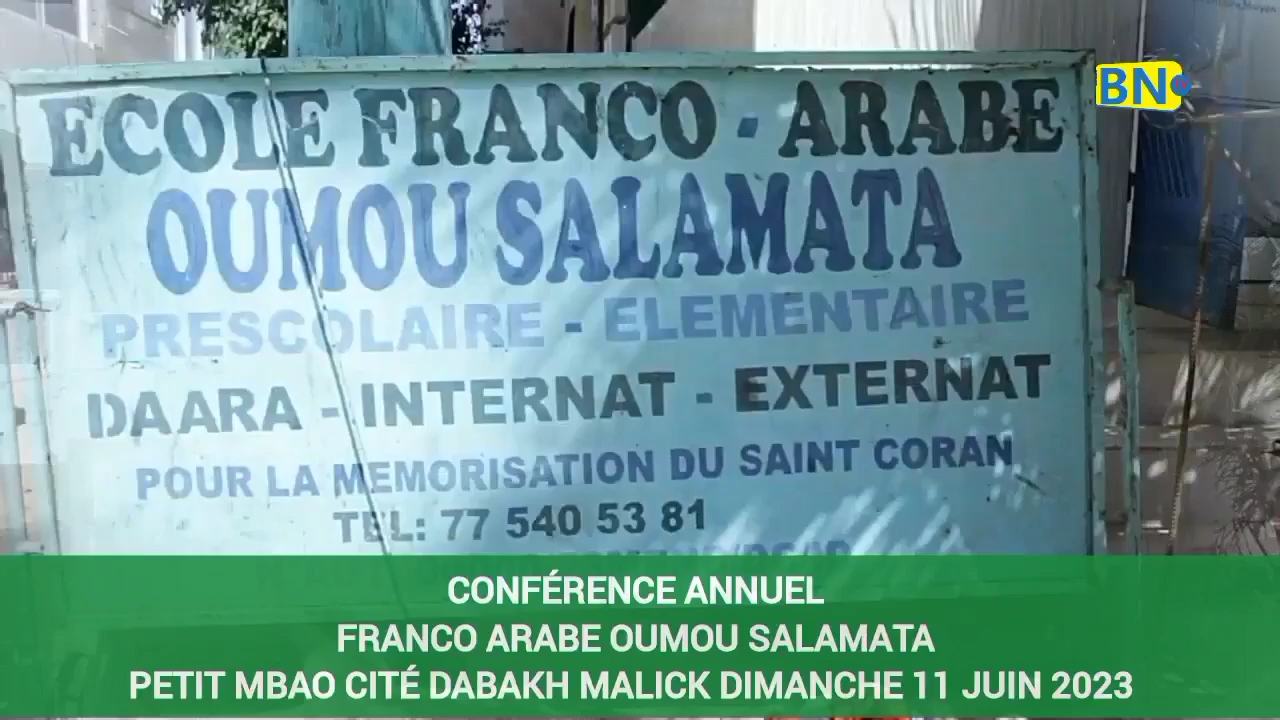 BN
ECOLE FRANCO - ARABE
OUMOU SALAMATA
PRESCOLAIRE - ELEMENTAIRE
DAARA - INTERNAT - EXTERNAT
POUR LA MEMORISATION DU SAINT CORAN
TEL: 77 540 53 81
CONFÉRENCE ANNUEL
FRANCO ARABE OUMOU SALAMATA
PETIT MBAO CITÉ DABAKH MALICK DIMANCHE 11 JUIN 2023